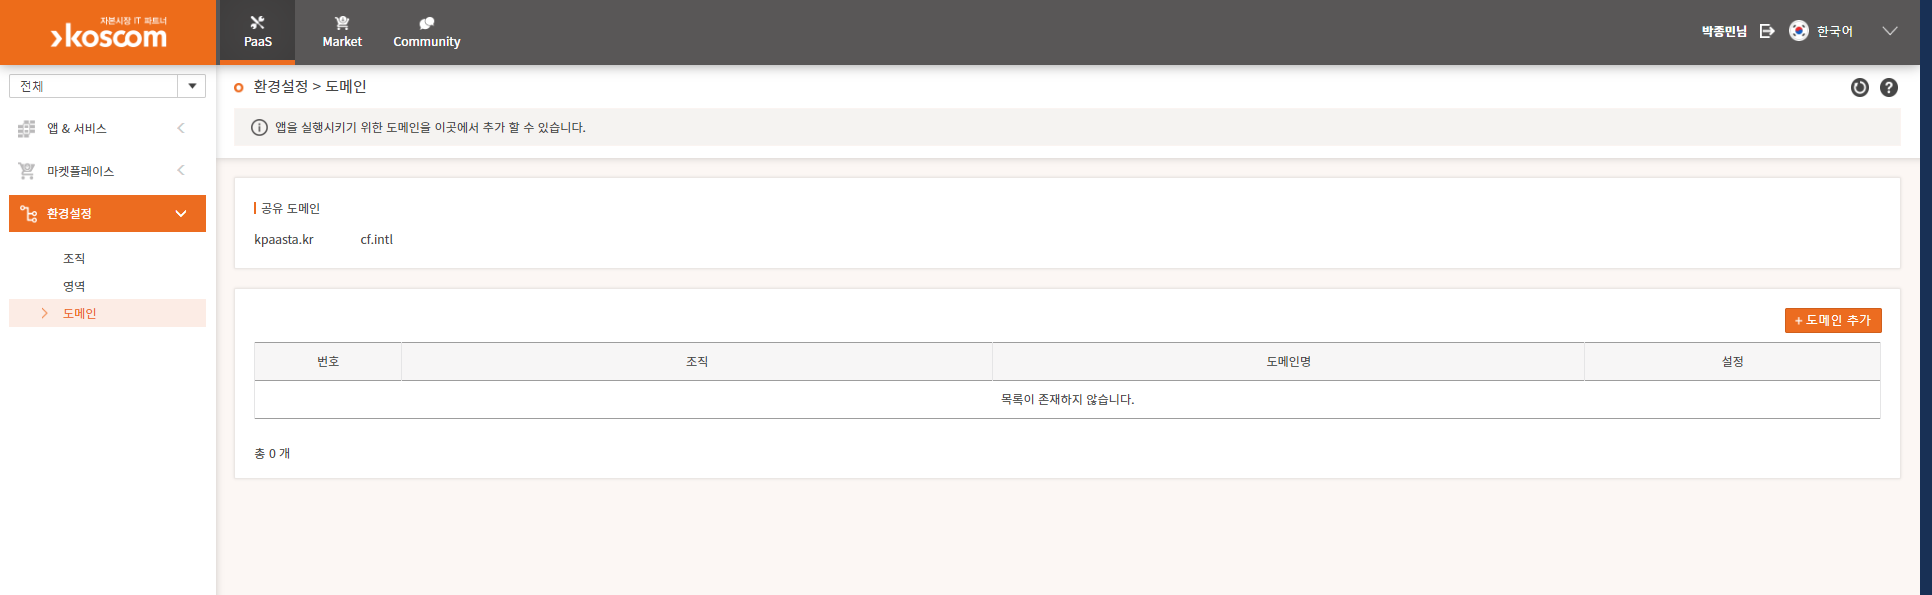 자본시장 IT 파트너
koscom
PaaS
Market
Community
박종민님
한국어
전체
앱 & 서비스
마켓플레이스
환경설정
조직
영역
도메인
환경설정 > 도메인
앱을 실행시키기 위한 도메인을 이곳에서 추가 할 수 있습니다.
공유 도메인
kpaasta.kr cf.intl
+ 도메인 추가
번호 조직 도메인명 설정
목록이 존재하지 않습니다.
총 0 개